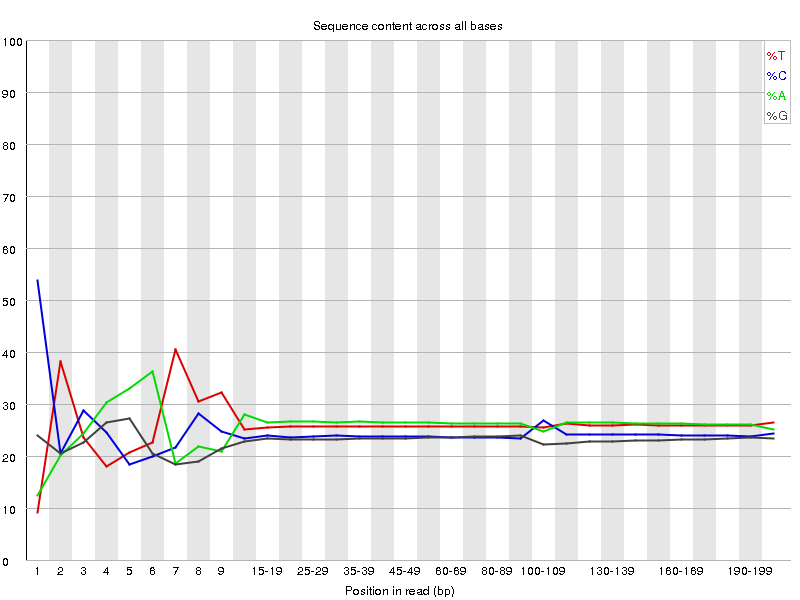 Sequence content across all bases
100
90
80
70
60
50
40
30
20
10
0
%T
%C
%A
%G
1 2 3 4 5 6 7 8 9 15-19 25-29 35-39 45-49 60-69 80-89 100-109 130-139 160-169 190-199
Position in read (bp)